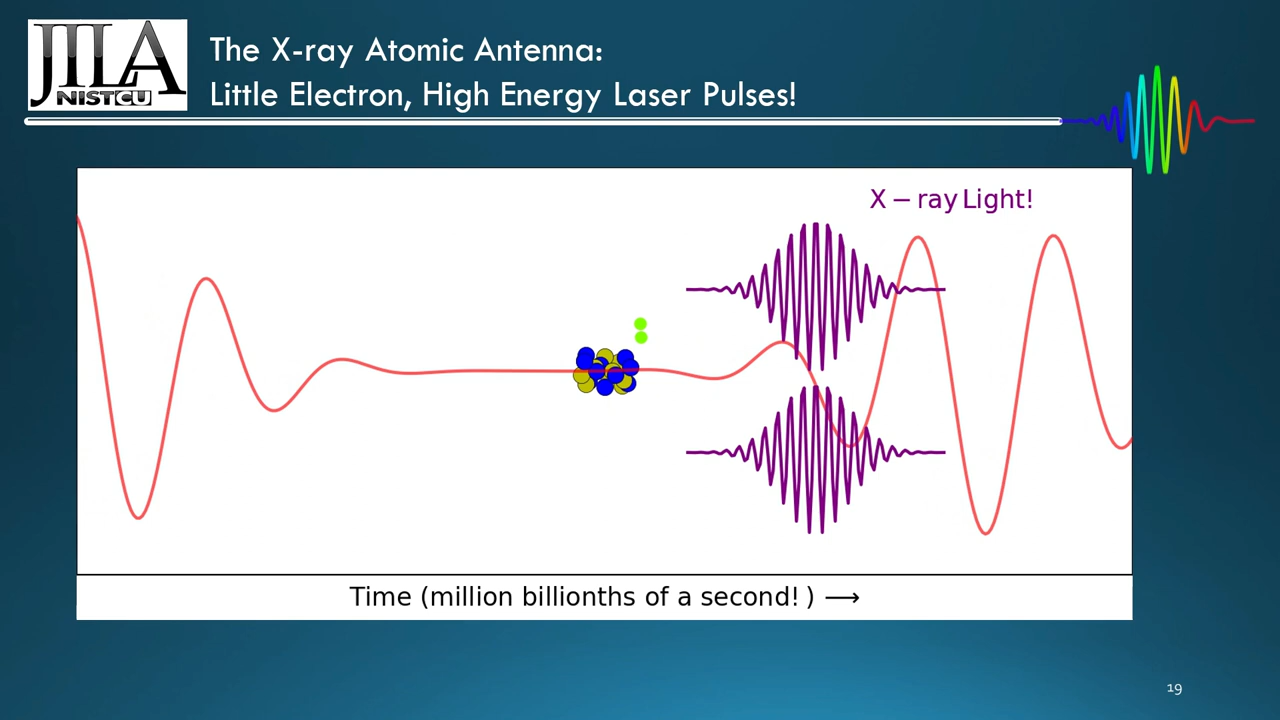 JILA
NIST CU
The X-ray Atomic Antenna:
Little Electron, High Energy Laser Pulses!
X – ray Light!
Time (million billionths of a second! ) ⟶
19